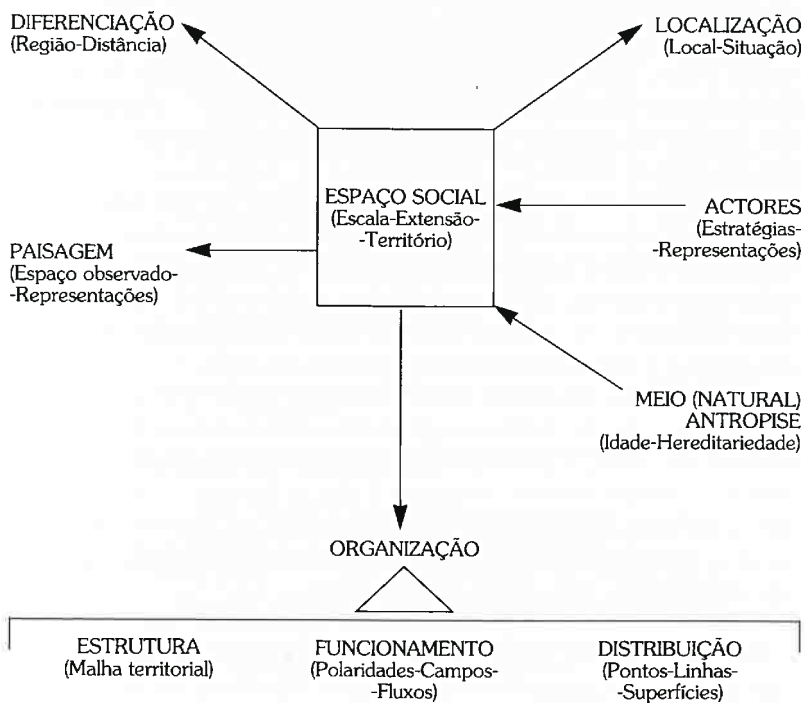 DIFERENCIAÇÃO
(Região-Distância)
LOCALIZAÇÃO
(Local-Situação)
ESPAÇO SOCIAL
(Escala-Extensão-
-Território)
ACTORES
(Estratégias-
-Representações)
PAISAGEM
(Espaço observado-
-Representações)
MEIO (NATURAL)
ANTROPISE
(Idade-Hereditariedade)
ORGANIZAÇÃO
ESTRUTURA
(Malha territorial)
FUNCIONAMENTO
(Polaridades-Campos-
-Fluxos)
DISTRIBUIÇÃO
(Pontos-Linhas-
-Superfícies)